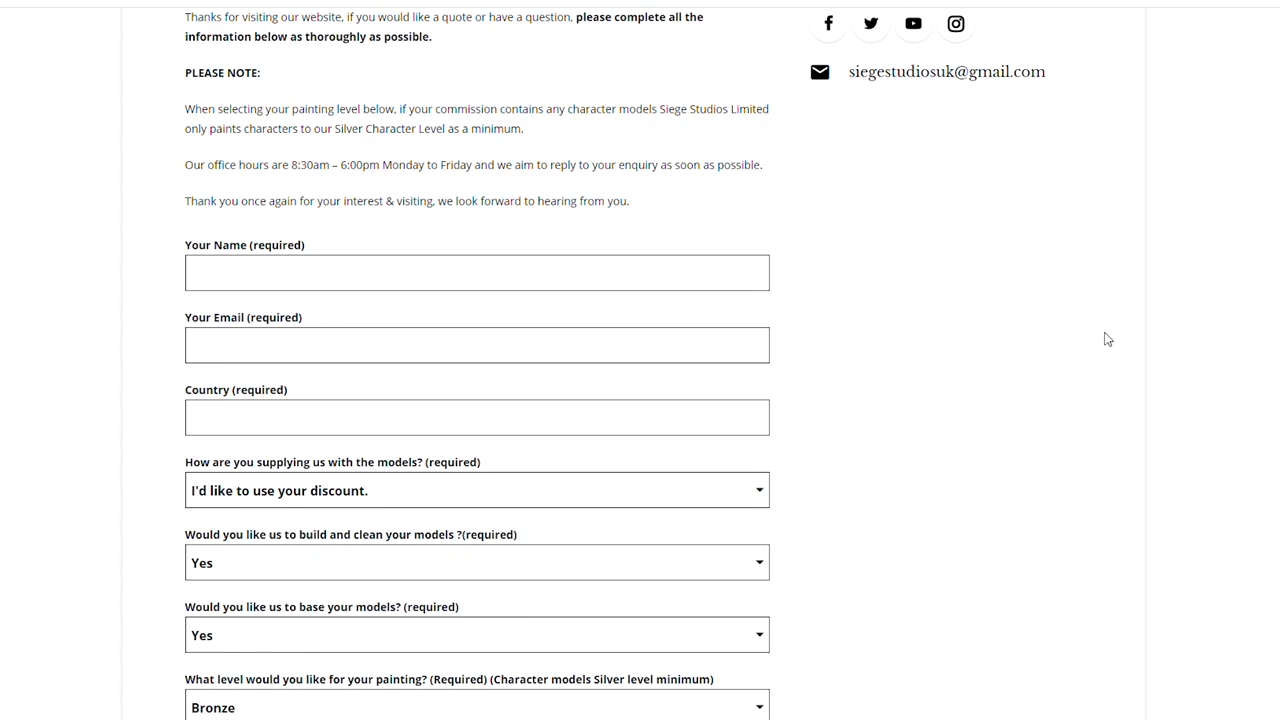 Thanks for visiting our website, if you would like a quote or have a question, please complete all the
information below as thoroughly as possible.
PLEASE NOTE:
When selecting your painting level below, if your commission contains any character models Siege Studios Limited
only paints characters to our Silver Character Level as a minimum.
Our office hours are 8:30am – 6:00pm Monday to Friday and we aim to reply to your enquiry as soon as possible.
Thank you once again for your interest & visiting, we look forward to hearing from you.
Your Name (required)
Your Email (required)
Country (required)
How are you supplying us with the models? (required)
I'd like to use your discount.
Would you like us to build and clean your models ?(required)
Yes
Would you like us to base your models? (required)
Yes
What level would you like for your painting? (Required) (Character models Silver level minimum)
Bronze
siegestudiosuk@gmail.com